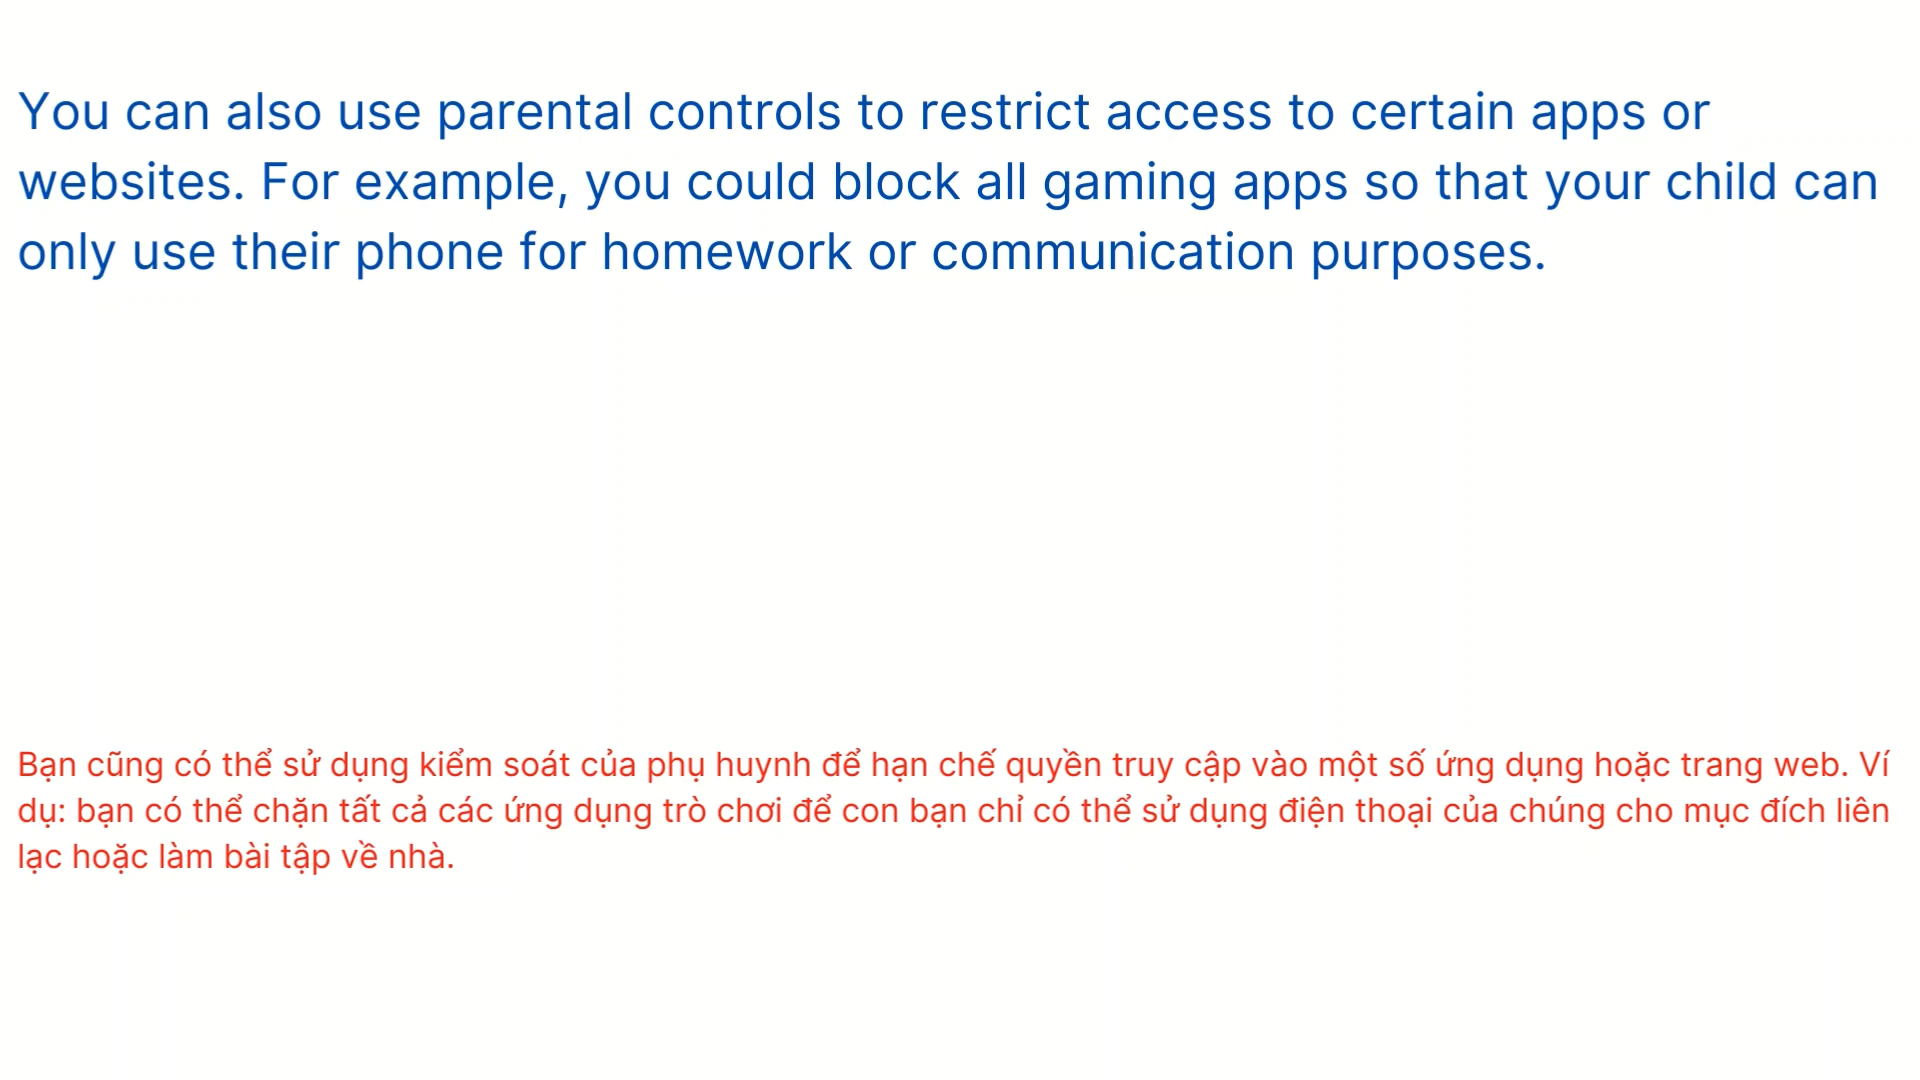 You can also use parental controls to restrict access to certain apps or
websites. For example, you could block all gaming apps so that your child can
only use their phone for homework or communication purposes.
Bạn cũng có thể sử dụng kiểm soát của phụ huynh để hạn chế quyền truy cập vào một số ứng dụng hoặc trang web. Ví
dụ: bạn có thể chặn tất cả các ứng dụng trò chơi để con bạn chỉ có thể sử dụng điện thoại của chúng cho mục đích liên
lạc hoặc làm bài tập về nhà.